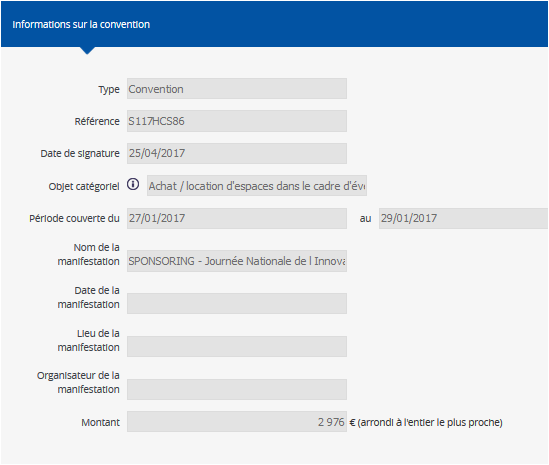 Informations sur la convention
Type Convention
Référence S117HCS86
Date de signature 25/04/2017
Objet catégoriel Achat / location d'espaces dans le cadre d'évé
Période couverte du 27/01/2017 au 29/01/2017
Nom de la
manifestation SPONSORING - Journée Nationale de l Innova
Date de la
manifestation
Lieu de la
manifestation
Organisateur de la
manifestation
Montant 2 976 € (arrondi à l'entier le plus proche)